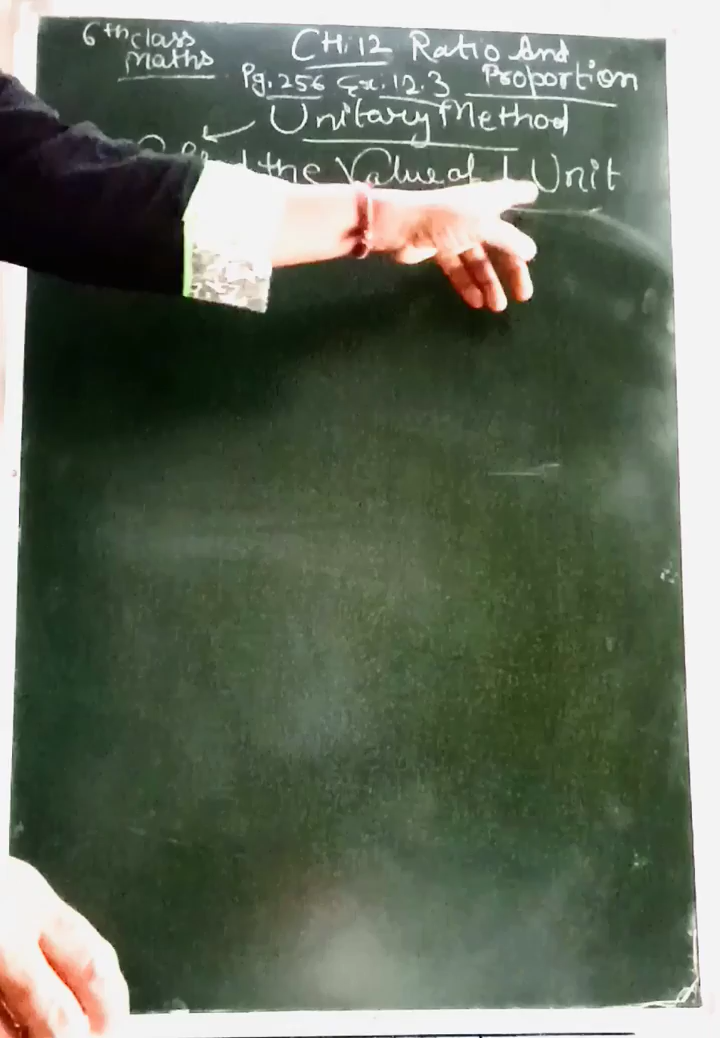 6th class CH: 12 Ratio And
Maths Pg. 256 Ex. 12.3 Proportion
Unitary Method
the Value of 1 Unit